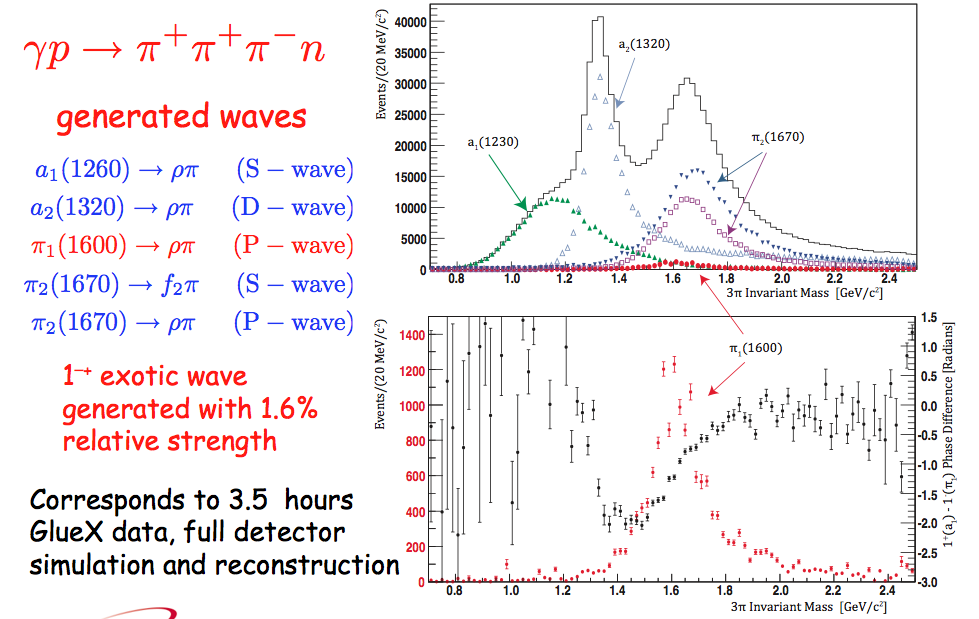 γp → π⁺π⁺π⁻n
generated waves
a₁(1260) → ρπ (S − wave)
a₂(1320) → ρπ (D − wave)
π₁(1600) → ρπ (P − wave)
π₂(1670) → f₂π (S − wave)
π₂(1670) → ρπ (P − wave)
1⁻⁺ exotic wave
generated with 1.6%
relative strength
Corresponds to 3.5 hours
GlueX data, full detector
simulation and reconstruction
Events/(20 MeV/c²)
40000
35000
30000
25000
20000
15000
10000
5000
0
a₂(1320)
a₁(1230)
π₂(1670)
0.8 1.0 1.2 1.4 1.6 1.8 2.0 2.2 2.4
3π Invariant Mass [GeV/c²]
Events//(20 MeV/c²)
1400
1200
1000
800
600
400
200
0
π₁(1600)
1.5
1.0
0.5
0.0
-0.5
-1.0
-1.5
-2.0
-2.5
-3.0
1⁺(a₁) - 1⁻(π₁) Phase Difference [Radians]
0.8 1.0 1.2 1.4 1.6 1.8 2.0 2.2 2.4
3π Invariant Mass [GeV/c²]